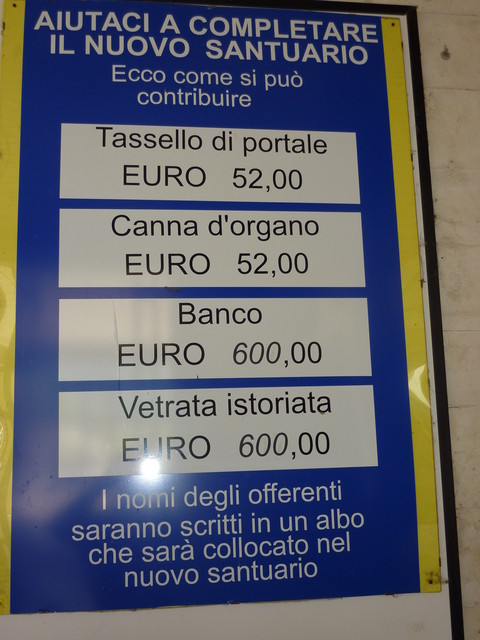 AIUTACI A COMPLETARE
IL NUOVO SANTUARIO
Ecco come si può
contribuire
Tassello di portale
EURO 52,00
Canna d'organo
EURO 52,00
Banco
EURO 600,00
Vetrata istoriata
EURO 600,00
I nomi degli offerenti
saranno scritti in un albo
che sarà collocato nel
nuovo santuario